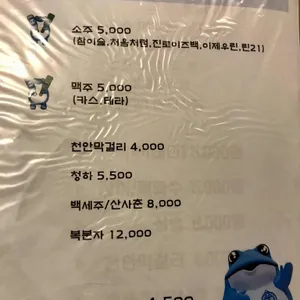 소주 5,000
(참이슬,처음처럼,진로이즈백,이제우린,린21)
맥주 5,000
(카스,테라)
천안막걸리 4,000
청하 5,500
백세주/산사춘 8,000
복분자 12,000